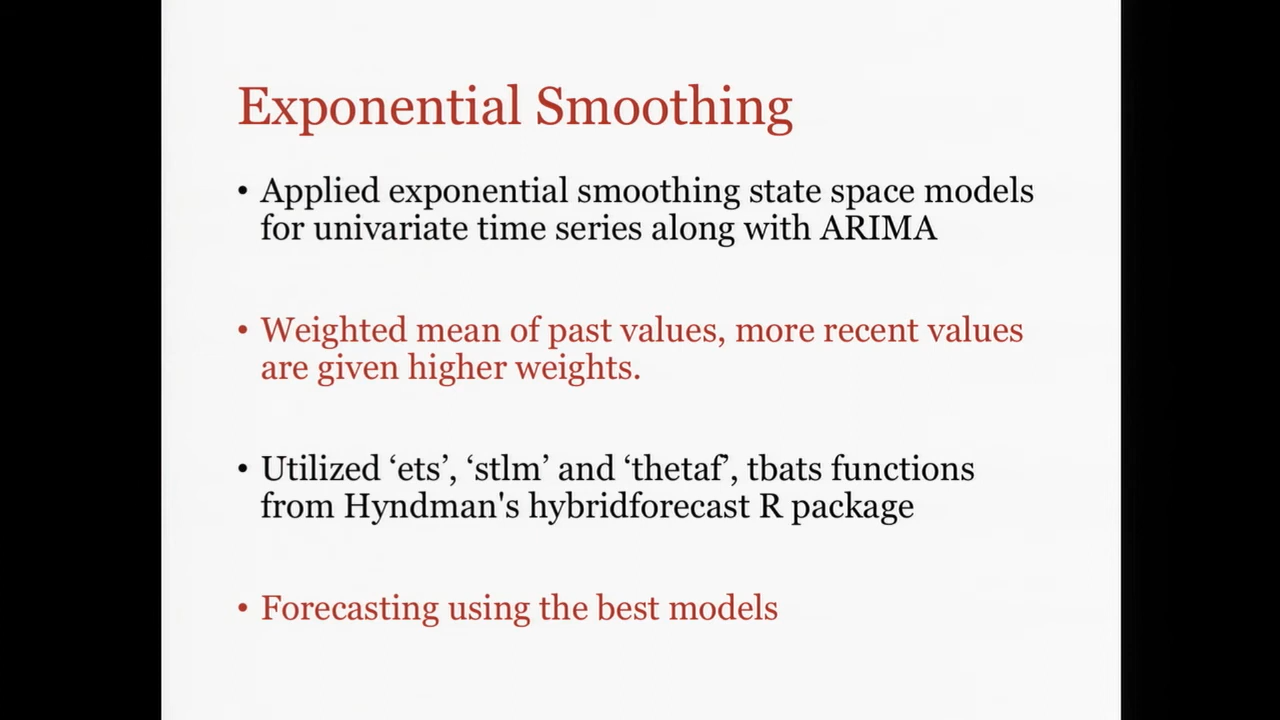 Exponential Smoothing
• Applied exponential smoothing state space models
for univariate time series along with ARIMA
• Weighted mean of past values, more recent values
are given higher weights.
• Utilized ‘ets’, ‘stlm’ and ‘thetaf’, tbats functions
from Hyndman's hybridforecast R package
• Forecasting using the best models